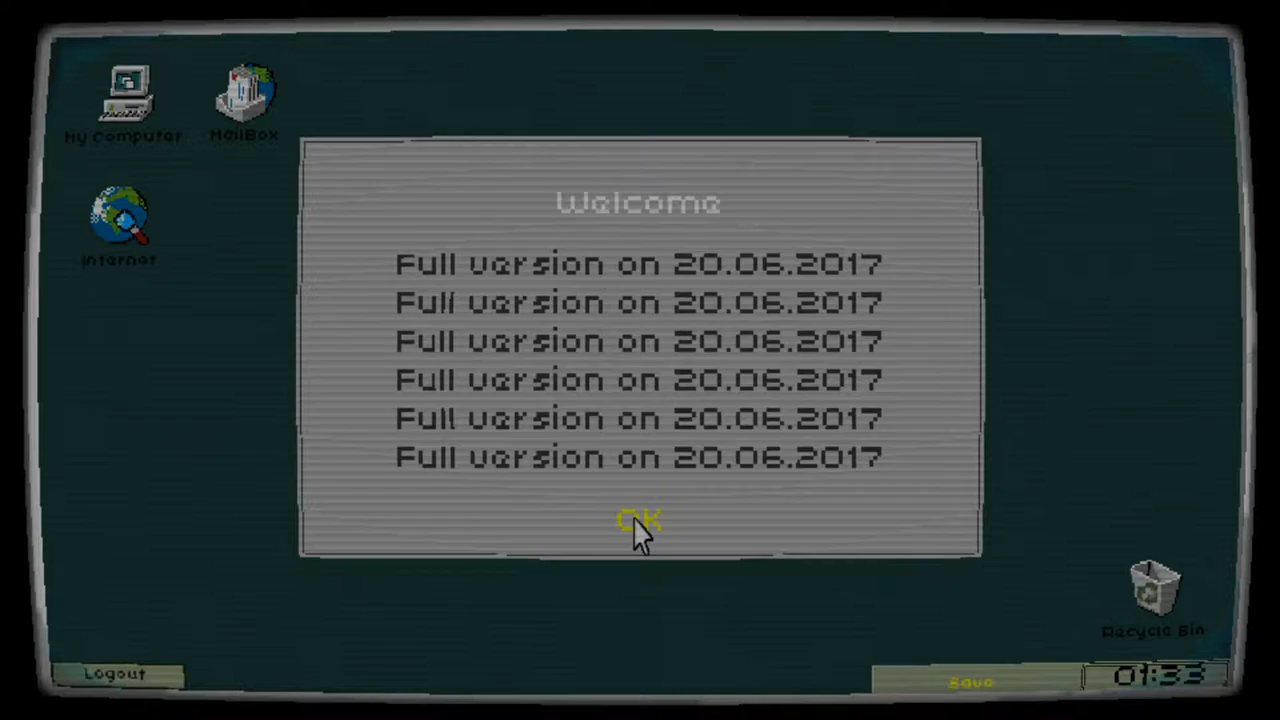 My Computer
MailBox
Internet
Welcome
Full version on 20.06.2017
Full version on 20.06.2017
Full version on 20.06.2017
Full version on 20.06.2017
Full version on 20.06.2017
Full version on 20.06.2017
OK
Recycle Bin
Logout
Save
01:33